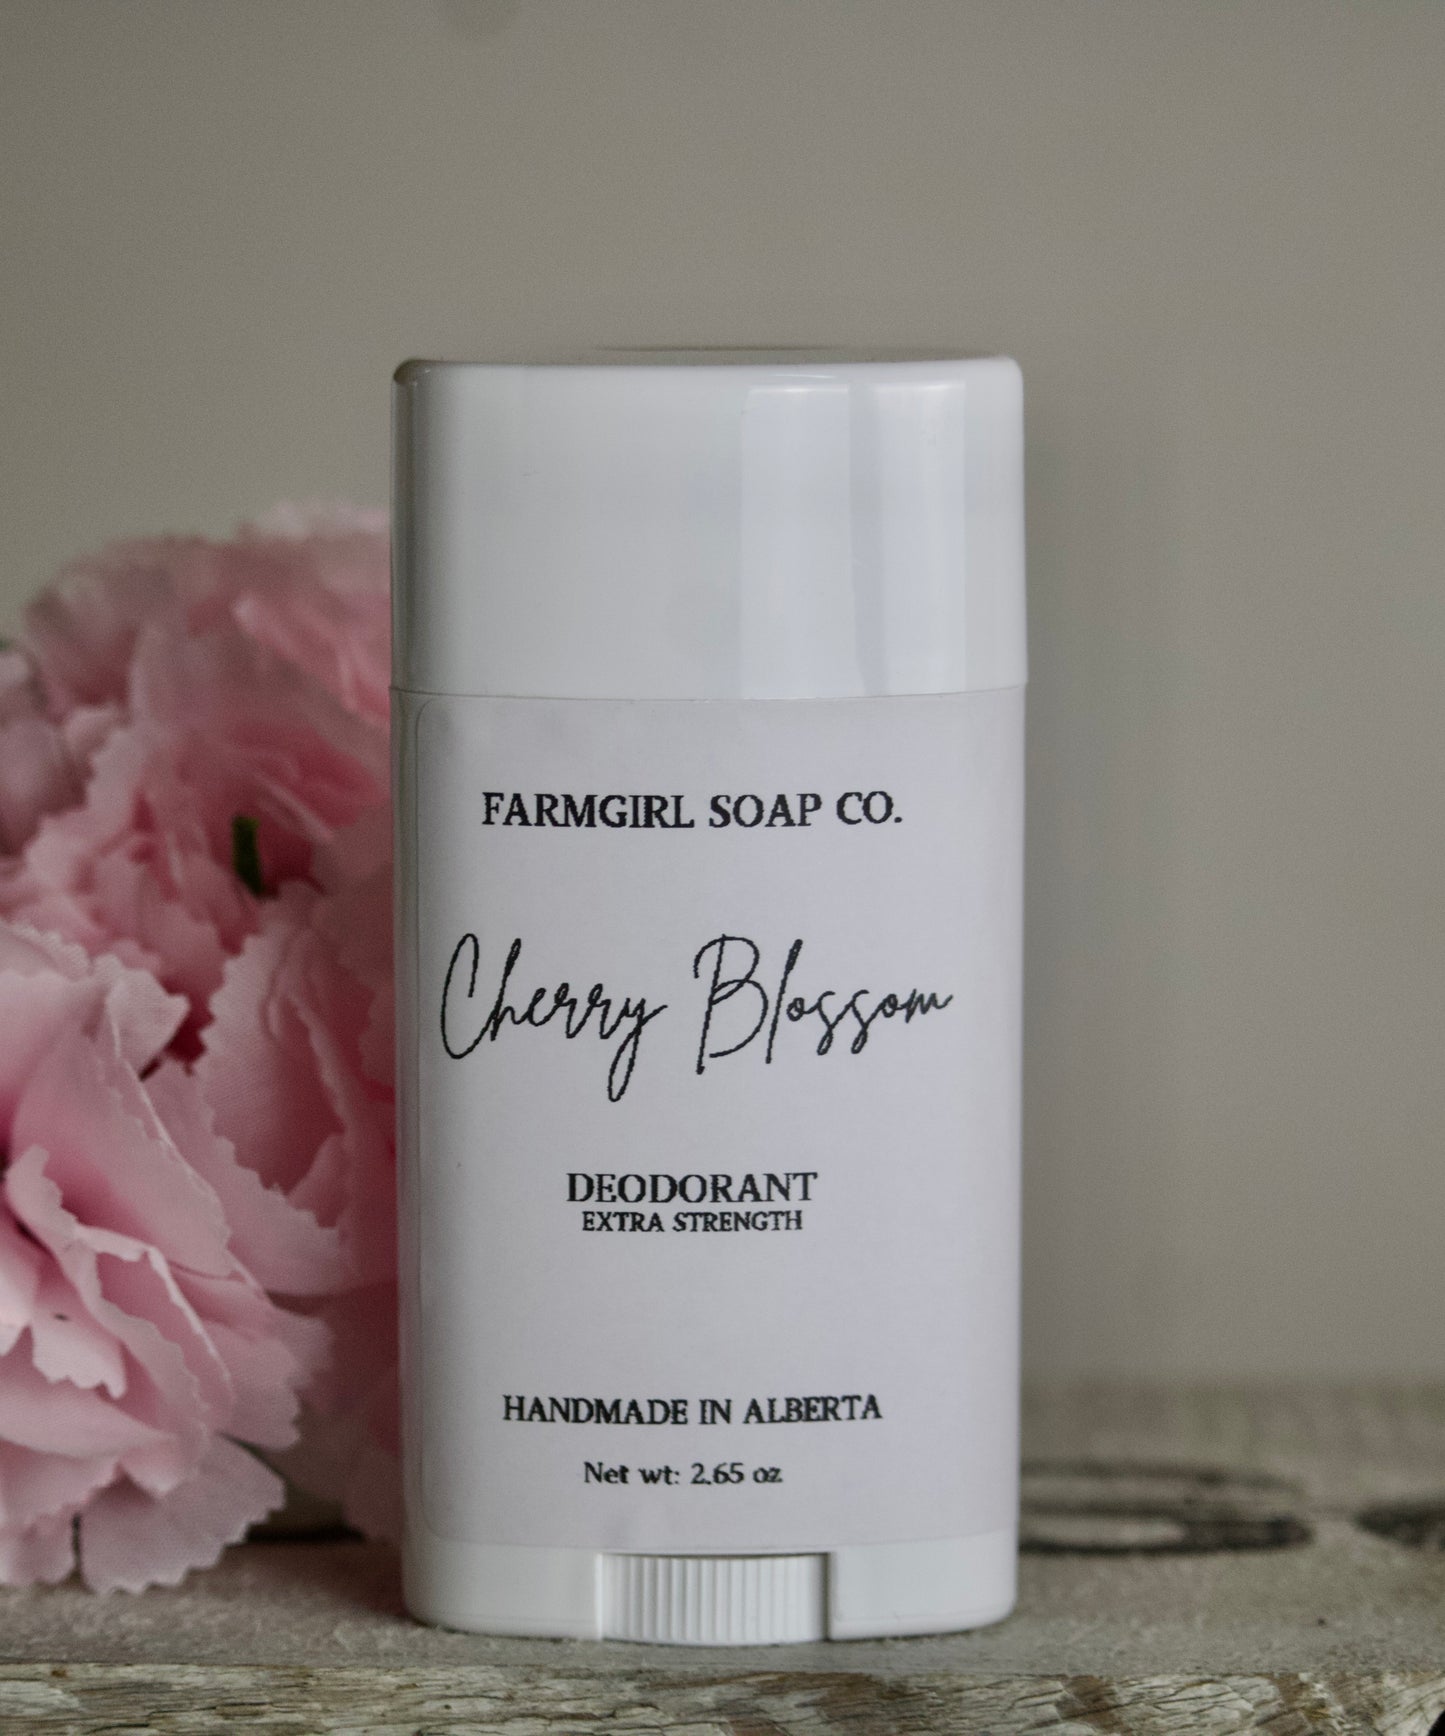 FARMGIRL SOAP CO.
Cherry Blossom
DEODORANT
EXTRA STRENGTH
HANDMADE IN ALBERTA
Net wt: 2.65 oz